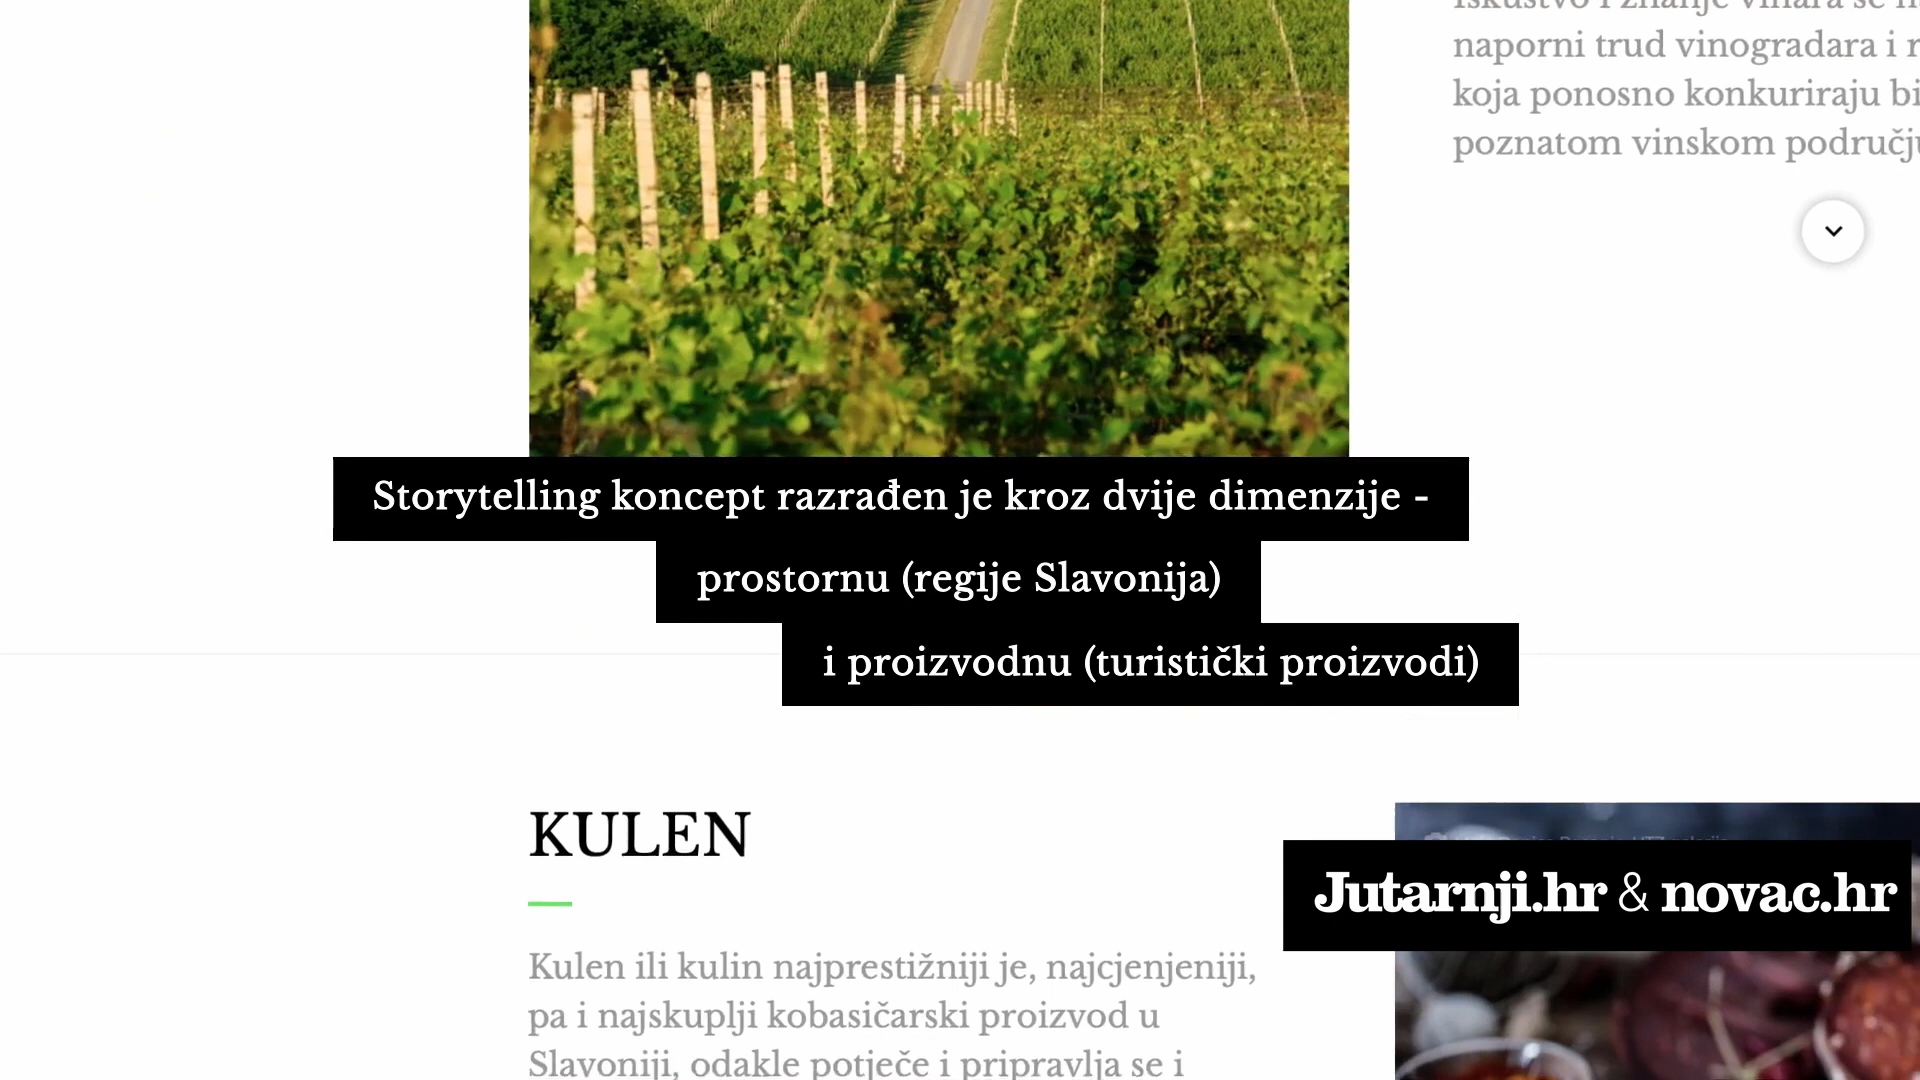 naporni trud vinogradara i
koja ponosno konkuriraju
poznatom vinskom
Storytelling koncept razrađen je kroz dvije dimenzije -
prostornu (regije Slavonija)
i proizvodnu (turistički proizvodi)
KULEN
Jutarnji.hr & novac.hr
Kulen ili kulin najprestižniji je, najcjenjeniji,
pa i najskuplji kobasičarski proizvod u
Slavoniji, odakle potječe i pripravlja se i